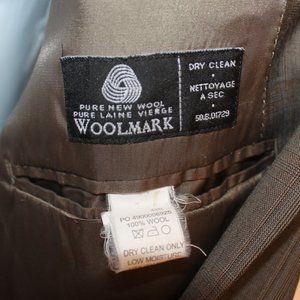 PURE NEW WOOL
PURE LAINE VIERGE
WOOLMARK
DRY CLEAN
NETTOYAGE
A SEC
100% WOOL
DRY CLEAN ONLY
LOW MOISTURE